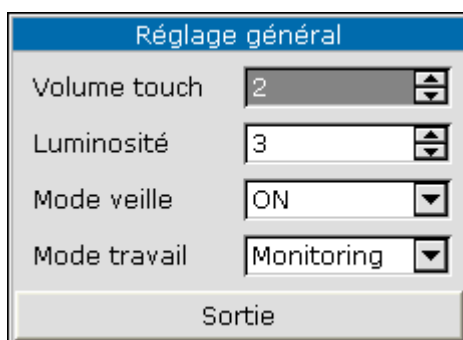 Réglage général
Volume touch 2
Luminosité 3
Mode veille ON
Mode travail Monitoring
Sortie